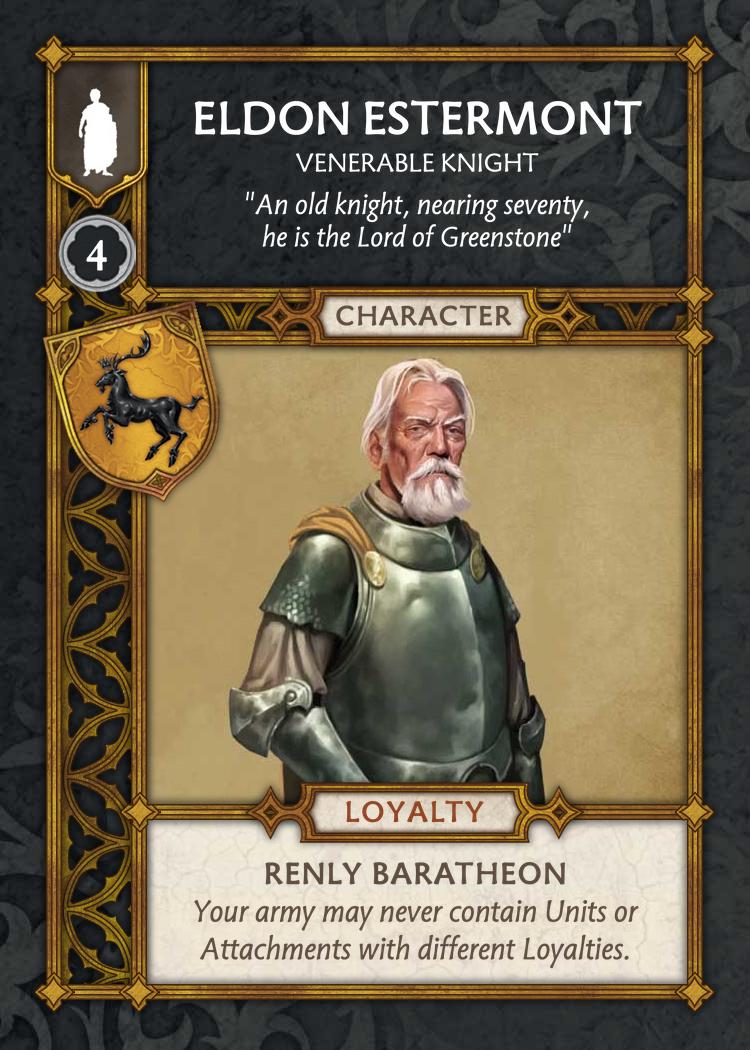 ELDON ESTERMONT
VENERABLE KNIGHT
"An old knight, nearing seventy,
he is the Lord of Greenstone"
4
CHARACTER
LOYALTY
RENLY BARATHEON
Your army may never contain Units or
Attachments with different Loyalties.